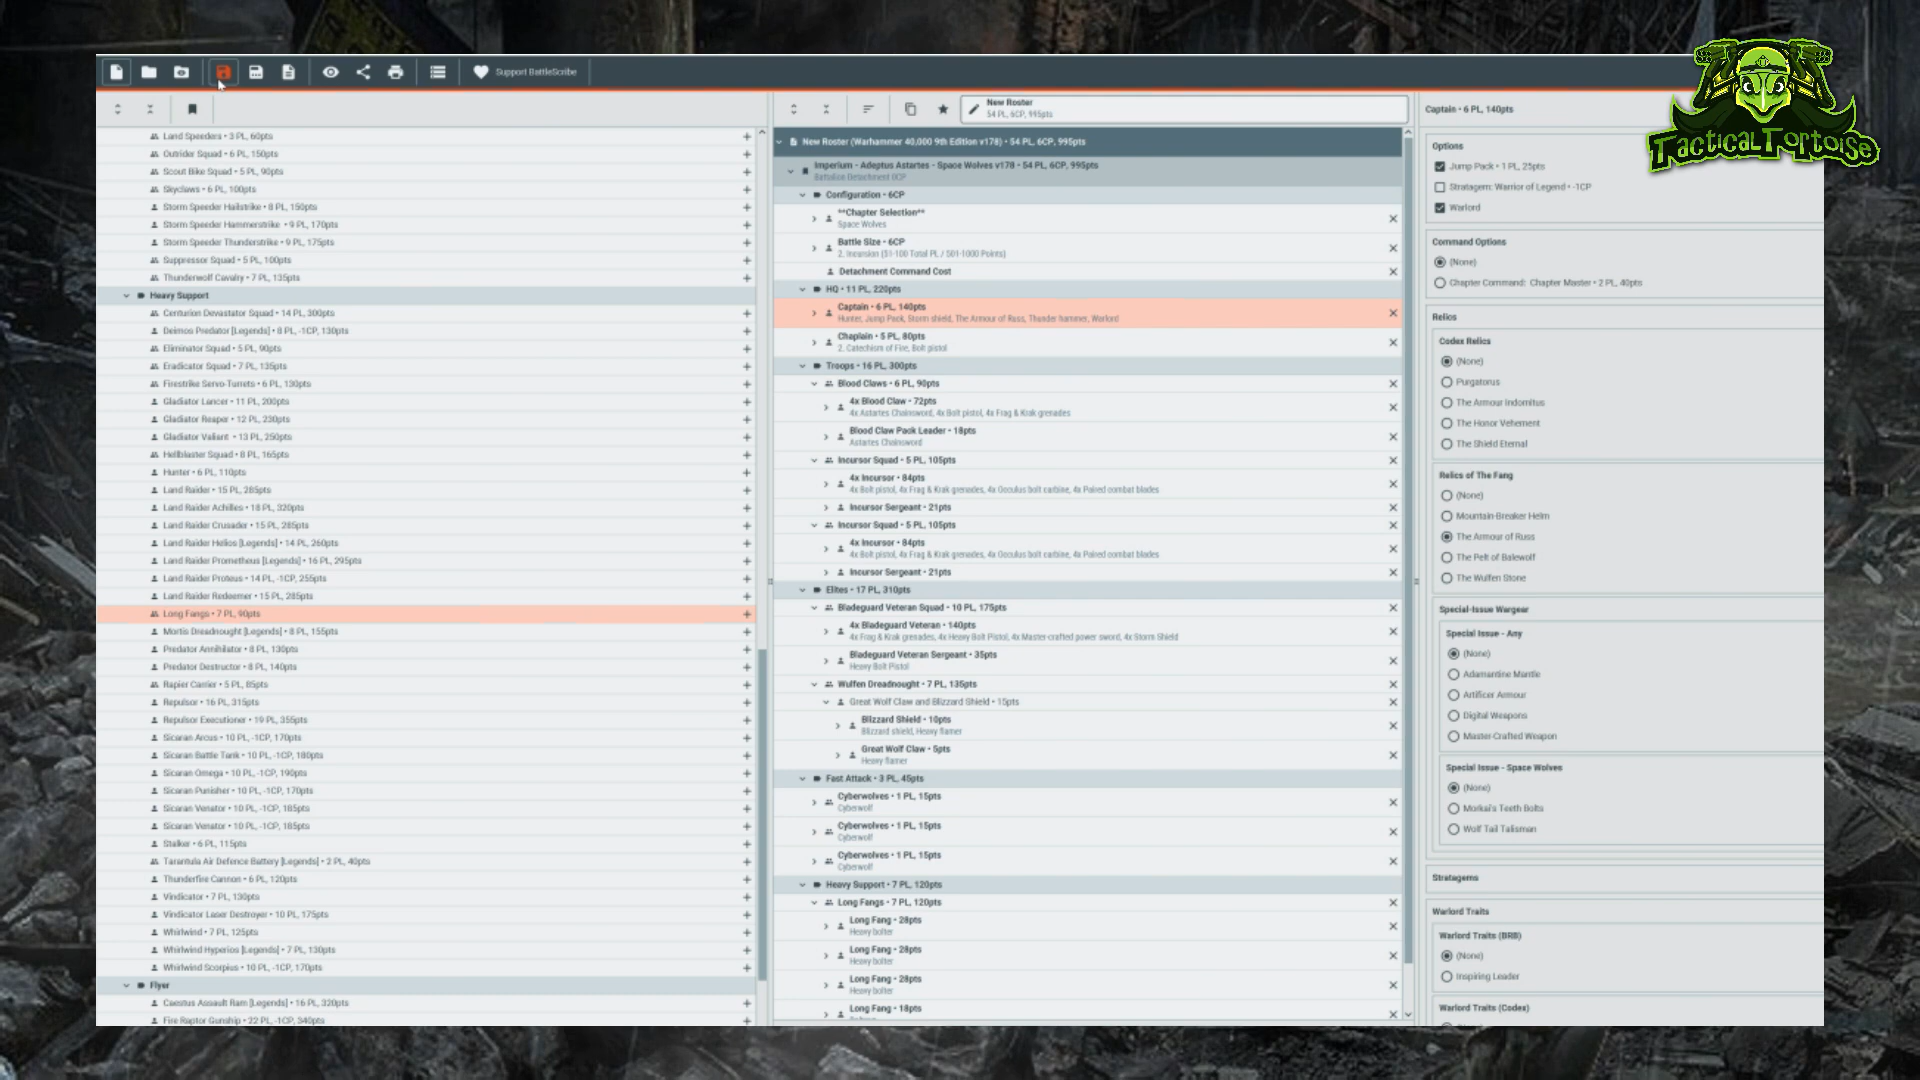 Support BattleScribe
TacticalTortoise
Land Speeders • 3 PL, 60pts
Outrider Squad • 6 PL, 150pts
Scout Bike Squad • 5 PL, 90pts
Skyclaws • 6 PL, 100pts
Storm Speeder Hailstrike • 8 PL, 150pts
Storm Speeder Hammerstrike • 9 PL, 170pts
Storm Speeder Thunderstrike • 9 PL, 175pts
Suppressor Squad • 5 PL, 100pts
Thunderwolf Cavalry • 7 PL, 135pts
Heavy Support
Centurion Devastator Squad • 14 PL, 300pts
Deimos Predator [Legends] • 8 PL, -1CP, 130pts
Eliminator Squad • 5 PL, 90pts
Eradicator Squad • 7 PL, 135pts
Firestrike Servo-Turrets • 6 PL, 130pts
Gladiator Lancer • 11 PL, 200pts
Gladiator Reaper • 12 PL, 230pts
Gladiator Valiant • 13 PL, 250pts
Hellblaster Squad • 8 PL, 165pts
Hunter • 6 PL, 110pts
Land Raider • 15 PL, 285pts
Land Raider Achilles • 18 PL, 320pts
Land Raider Crusader • 15 PL, 285pts
Land Raider Helios [Legends] • 14 PL, 260pts
Land Raider Prometheus [Legends] • 16 PL, 295pts
Land Raider Proteus • 14 PL, -1CP, 255pts
Land Raider Redeemer • 15 PL, 285pts
Long Fangs • 7 PL, 90pts
Mortis Dreadnought [Legends] • 8 PL, 155pts
Predator Annihilator • 8 PL, 130pts
Predator Destructor • 8 PL, 140pts
Rapier Carrier • 5 PL, 85pts
Repulsor • 16 PL, 315pts
Repulsor Executioner • 19 PL, 355pts
Sicaran Arcus • 10 PL, -1CP, 170pts
Sicaran Battle Tank • 10 PL, -1CP, 180pts
Sicaran Omega • 10 PL, -1CP, 190pts
Sicaran Punisher • 10 PL, -1CP, 170pts
Sicaran Venator • 10 PL, -1CP, 185pts
Sicaran Venator • 10 PL, -1CP, 185pts
Stalker • 6 PL, 115pts
Tarantula Air Defence Battery [Legends] • 2 PL, 40pts
Thunderfire Cannon • 6 PL, 120pts
Vindicator • 7 PL, 130pts
Vindicator Laser Destroyer • 10 PL, 175pts
Whirlwind • 7 PL, 125pts
Whirlwind Hyperios [Legends] • 7 PL, 130pts
Whirlwind Scorpius • 10 PL, -1CP, 170pts
Flyer
Caestus Assault Ram [Legends] • 16 PL, 320pts
Fire Raptor Gunship • 22 PL, -1CP, 340pts
New Roster
54 PL, 6CP, 995pts
New Roster (Warhammer 40,000 9th Edition v178) • 54 PL, 6CP, 995pts
Imperium - Adeptus Astartes - Space Wolves v178 • 54 PL, 6CP, 995pts
Battalion Detachment 0CP
Configuration • 6CP
**Chapter Selection**
Space Wolves
Battle Size • 6CP
2. Incursion (51-100 Total PL / 501-1000 Points)
Detachment Command Cost
HQ • 11 PL, 220pts
Captain • 6 PL, 140pts
Hunter, Jump Pack, Storm shield, The Armour of Russ, Thunder hammer, Warlord
Chaplain • 5 PL, 80pts
2. Catechism of Fire, Bolt pistol
Troops • 16 PL, 300pts
Blood Claws • 6 PL, 90pts
4x Blood Claw • 72pts
4x Astartes Chainsword, 4x Bolt pistol, 4x Frag & Krak grenades
Blood Claw Pack Leader • 18pts
Astartes Chainsword
Incursor Squad • 5 PL, 105pts
4x Incursor • 84pts
4x Bolt pistol, 4x Frag & Krak grenades, 4x Occulus bolt carbine, 4x Paired combat blades
Incursor Sergeant • 21pts
Incursor Squad • 5 PL, 105pts
4x Incursor • 84pts
4x Bolt pistol, 4x Frag & Krak grenades, 4x Occulus bolt carbine, 4x Paired combat blades
Incursor Sergeant • 21pts
Elites • 17 PL, 310pts
Bladeguard Veteran Squad • 10 PL, 175pts
4x Bladeguard Veteran • 140pts
4x Frag & Krak grenades, 4x Heavy Bolt Pistol, 4x Master-crafted power sword, 4x Storm Shield
Bladeguard Veteran Sergeant • 35pts
Heavy Bolt Pistol
Wulfen Dreadnought • 7 PL, 135pts
Great Wolf Claw and Blizzard Shield • 15pts
Blizzard Shield • 10pts
Blizzard shield, Heavy flamer
Great Wolf Claw • 5pts
Heavy flamer
Fast Attack • 3 PL, 45pts
Cyberwolves • 1 PL, 15pts
Cyberwolf
Cyberwolves • 1 PL, 15pts
Cyberwolf
Cyberwolves • 1 PL, 15pts
Cyberwolf
Heavy Support • 7 PL, 120pts
Long Fangs • 7 PL, 120pts
Long Fang • 28pts
Heavy bolter
Long Fang • 28pts
Heavy bolter
Long Fang • 28pts
Heavy bolter
Long Fang • 18pts
Captain • 6 PL, 140pts
Options
Jump Pack • 1 PL, 25pts
Stratagem: Warrior of Legend • -1CP
Warlord
Command Options
(None)
Chapter Command: Chapter Master • 2 PL, 40pts
Relics
Codex Relics
(None)
Purgatorus
The Armour Indomitus
The Honor Vehement
The Shield Eternal
Relics of The Fang
(None)
Mountain-Breaker Helm
The Armour of Russ
The Pelt of Balewolf
The Wulfen Stone
Special-Issue Wargear
Special Issue - Any
(None)
Adamantine Mantle
Artificer Armour
Digital Weapons
Master-Crafted Weapon
Special Issue - Space Wolves
(None)
Morkai's Teeth Bolts
Wolf Tail Talisman
Stratagems
Warlord Traits
Warlord Traits (BRB)
(None)
Inspiring Leader
Warlord Traits (Codex)